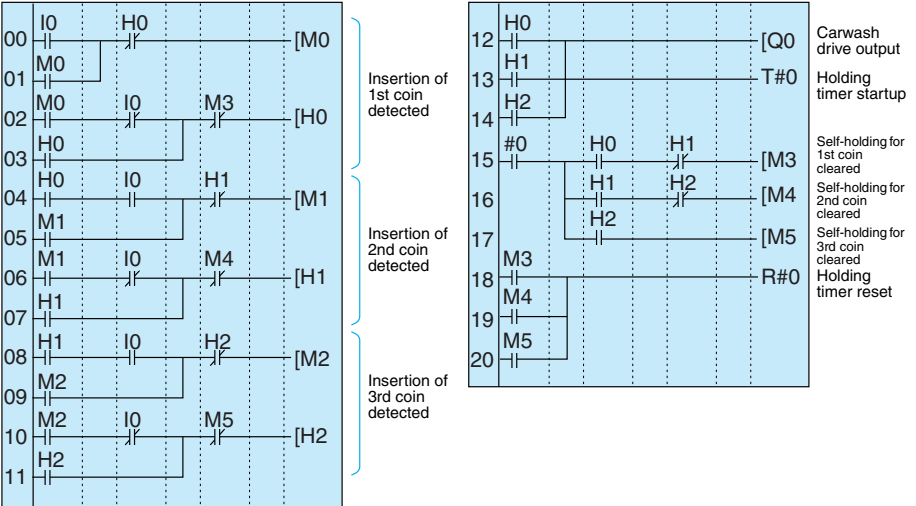 I0 H0
00 [M0
M0
01
M0 I0 M3
02 [H0
H0
03
H0 I0 H1
04 [M1
M1
05
M1 I0 M4
06 [H1
H1
07
H1 I0 H2
08 [M2
M2
09
M2 I0 M5
10 [H2
H2
11
Insertion of
1st coin
detected
Insertion of
2nd coin
detected
Insertion of
3rd coin
detected
H0
12 [Q0
H1
13 T#0
H2
14
#0 H0 H1
15 [M3
H1 H2
16 [M4
H2
17 [M5
M3
18 R#0
M4
19
M5
20
Carwash
drive output
Holding
timer startup
Self-holding for
1st coin
cleared
Self-holding for
2nd coin
cleared
Self-holding for
3rd coin
cleared
Holding
timer reset